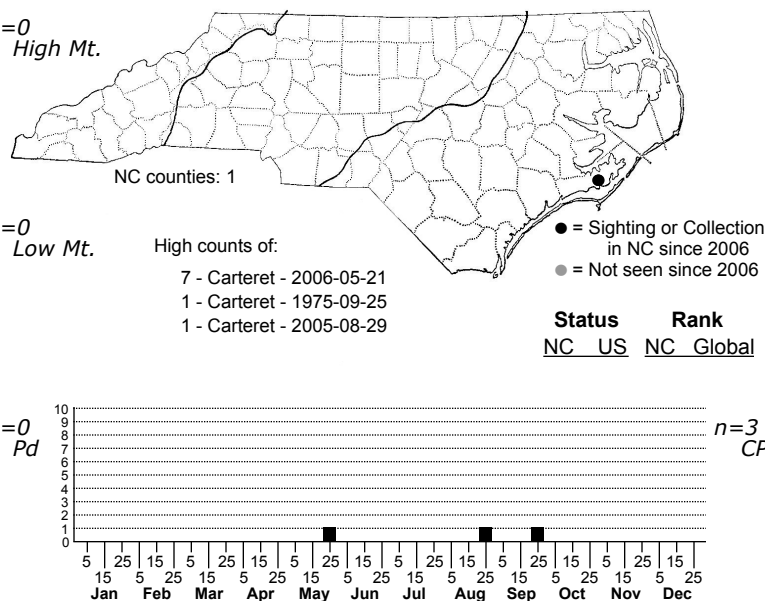 =0
High Mt.
NC counties: 1
=0
Low Mt.
High counts of:
7 - Carteret - 2006-05-21
1 - Carteret - 1975-09-25
1 - Carteret - 2005-08-29
● = Sighting or Collection
in NC since 2006
● = Not seen since 2006
Status Rank
NC US NC Global
=0
Pd
n=3
CP
10
9
8
7
6
5
4
3
2
1
0
5 25 15 5 25 15 5 25 15 5 25 15 5 25 15 5 25 15
15 5 25 15 5 25 15 5 25 15 5 25 15 5 25 15 5 25
Jan Feb Mar Apr May Jun Jul Aug Sep Oct Nov Dec